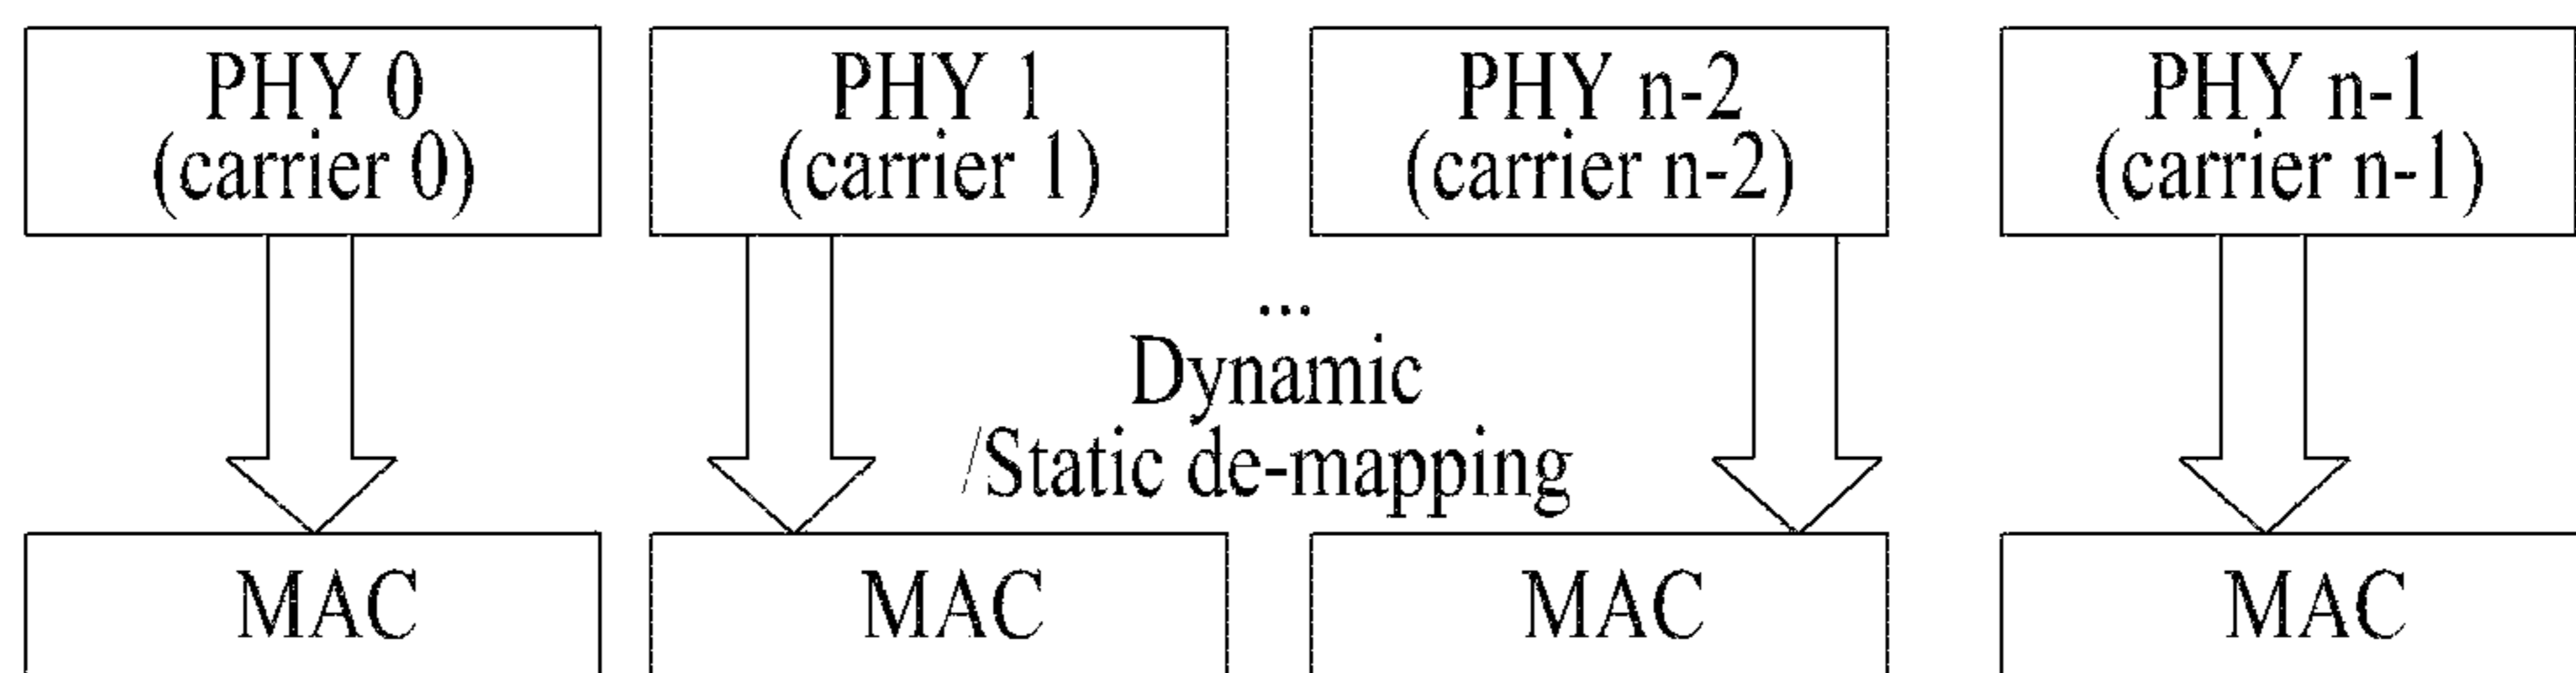 PHY 0
(carrier 0)
PHY 1
(carrier 1)
PHY n-2
(carrier n-2)
PHY n-1
(carrier n-1)
...
Dynamic
/Static de-mapping
MAC
MAC
MAC
MAC